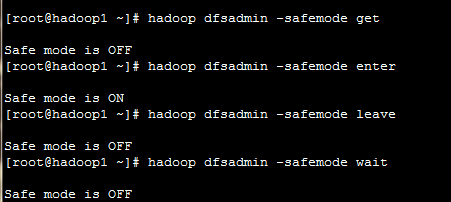 [root@hadoop1 ~]# hadoop dfsadmin -safemode get
Safe mode is OFF
[root@hadoop1 ~]# hadoop dfsadmin -safemode enter
Safe mode is ON
[root@hadoop1 ~]# hadoop dfsadmin -safemode leave
Safe mode is OFF
[root@hadoop1 ~]# hadoop dfsadmin -safemode wait
Safe mode is OFF